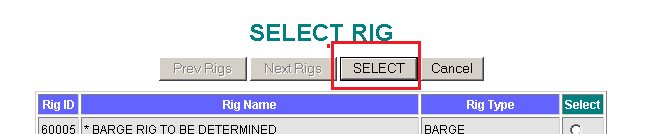 SELECT RIG
Prev Rigs Next Rigs SELECT Cancel
Rig ID Rig Name Rig Type Select
60005 * BARGE RIG TO BE DETERMINED BARGE